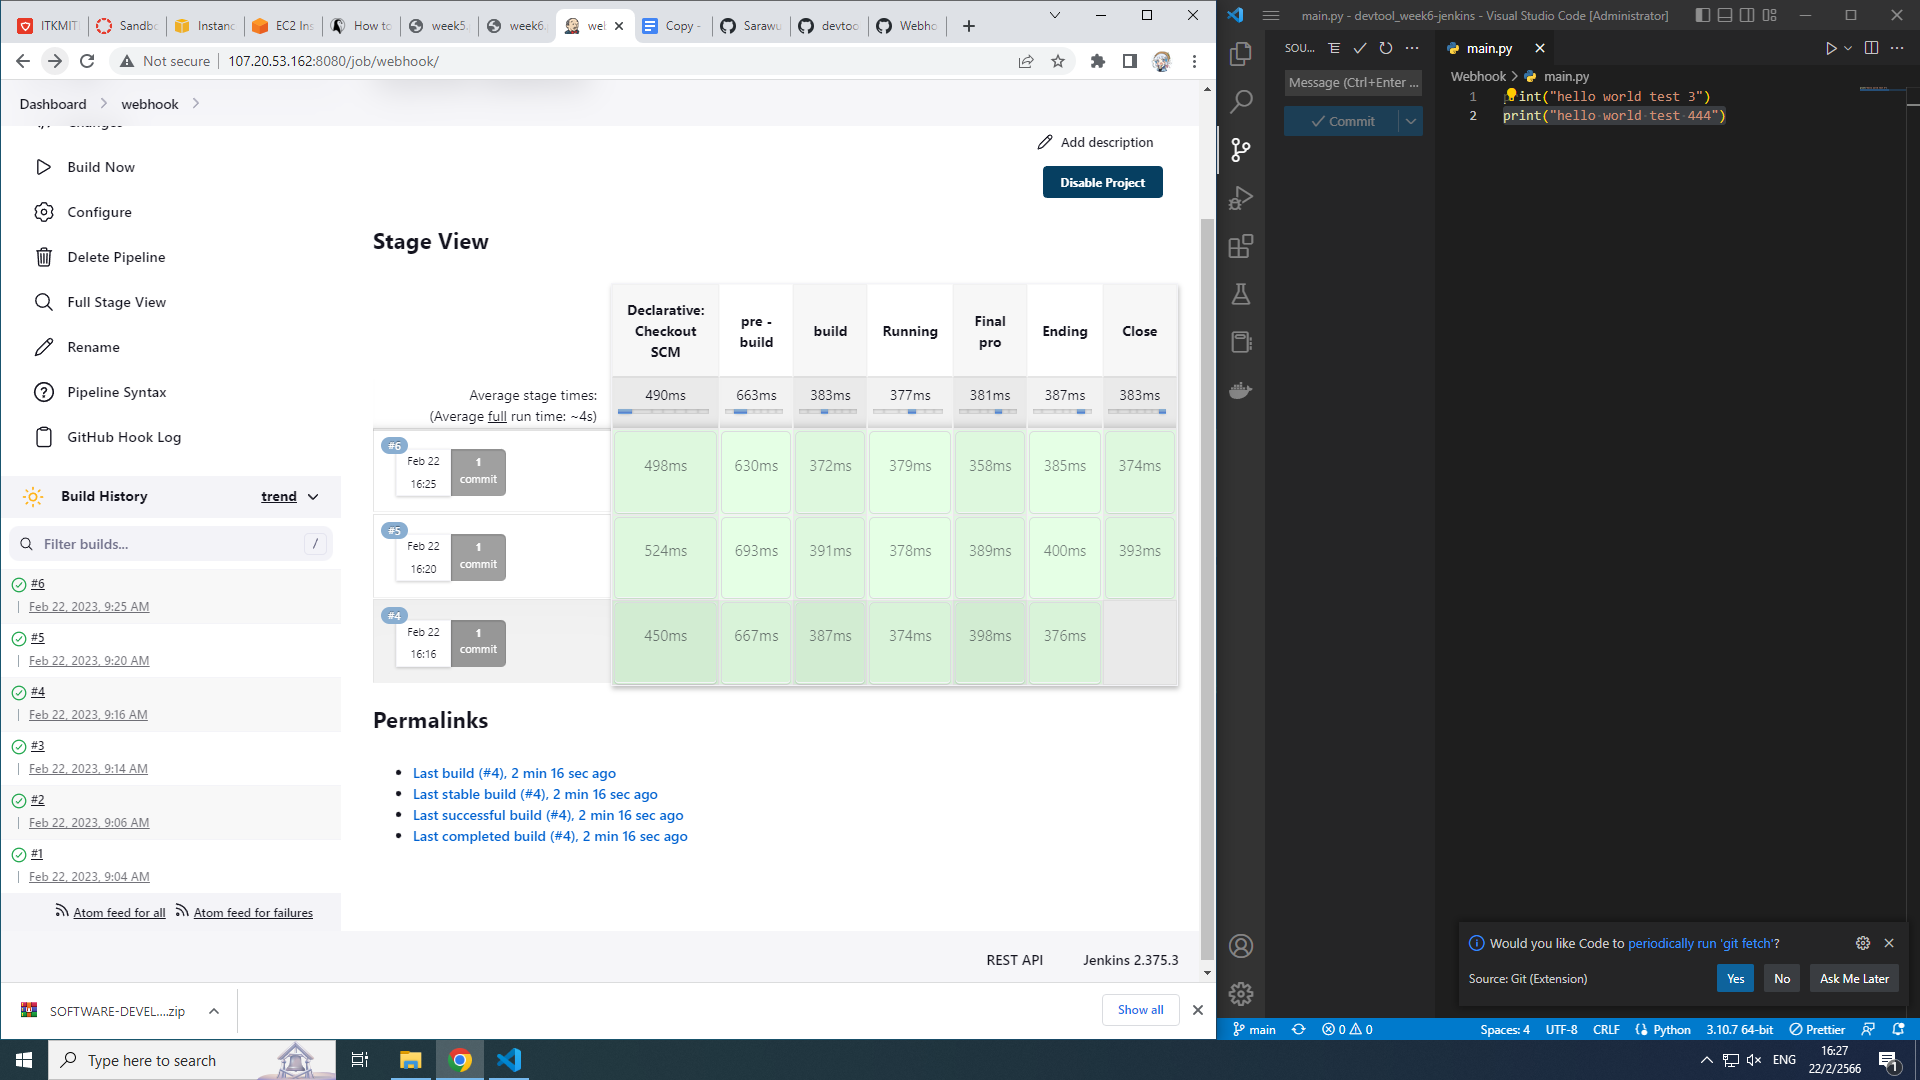 ITKMIT
Sandbo
Instanc
EC2 Ins
How to
week5.
week6.
web
Copy -
Sarawu
devtoo
Webho
Not secure
107.20.53.162:8080/job/webhook/
Dashboard
webhook
Changes
Build Now
Configure
Delete Pipeline
Full Stage View
Rename
Pipeline Syntax
GitHub Hook Log
Build History
trend
Filter builds...
/
#6
Feb 22, 2023, 9:25 AM
#5
Feb 22, 2023, 9:20 AM
#4
Feb 22, 2023, 9:16 AM
#3
Feb 22, 2023, 9:14 AM
#2
Feb 22, 2023, 9:06 AM
#1
Feb 22, 2023, 9:04 AM
Atom feed for all
Atom feed for failures
Add description
Disable Project
Stage View
Declarative: Checkout SCM
pre - build
build
Running
Final pro
Ending
Close
Average stage times:
(Average full run time: ~4s)
490ms
663ms
383ms
377ms
381ms
387ms
383ms
#6
Feb 22
16:25
1
commit
498ms
630ms
372ms
379ms
358ms
385ms
374ms
#5
Feb 22
16:20
1
commit
524ms
693ms
391ms
378ms
389ms
400ms
393ms
#4
Feb 22
16:16
1
commit
450ms
667ms
387ms
374ms
398ms
376ms
Permalinks
Last build (#4), 2 min 16 sec ago
Last stable build (#4), 2 min 16 sec ago
Last successful build (#4), 2 min 16 sec ago
Last completed build (#4), 2 min 16 sec ago
REST API
Jenkins 2.375.3
SOFTWARE-DEVEL....zip
Show all
main.py - devtool_week6-jenkins - Visual Studio Code [Administrator]
SOU...
main.py
Message (Ctrl+Enter ...
Commit
Webhook
main.py
1
int("hello world test 3")
2
print("hello world test 444")
Would you like Code to periodically run 'git fetch'?
Source: Git (Extension)
Yes
No
Ask Me Later
main
0
0
Spaces: 4
UTF-8
CRLF
Python
3.10.7 64-bit
Prettier
Type here to search
ENG
16:27
22/2/2566
1